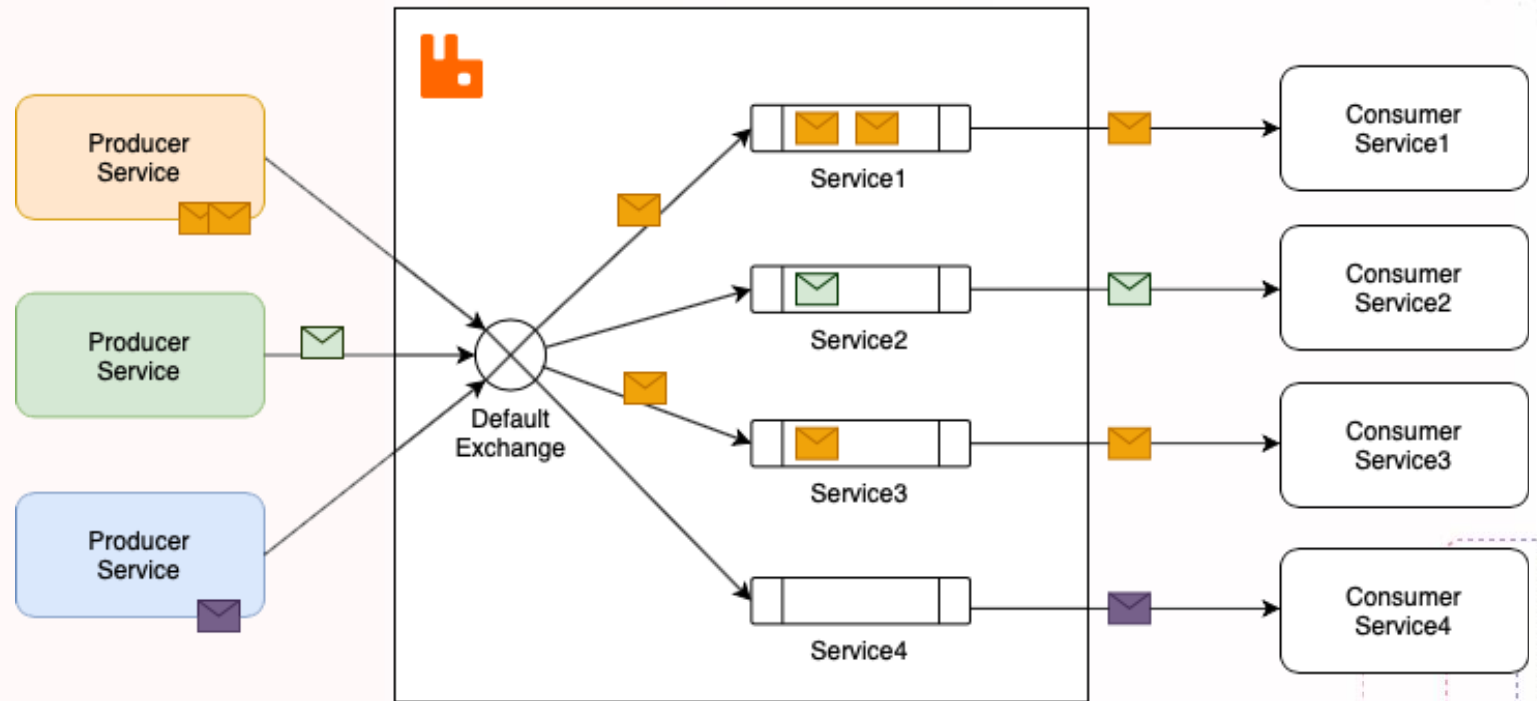 Producer
Service
Producer
Service
Producer
Service
Default
Exchange
Service1
Service2
Service3
Service4
Consumer
Service1
Consumer
Service2
Consumer
Service3
Consumer
Service4